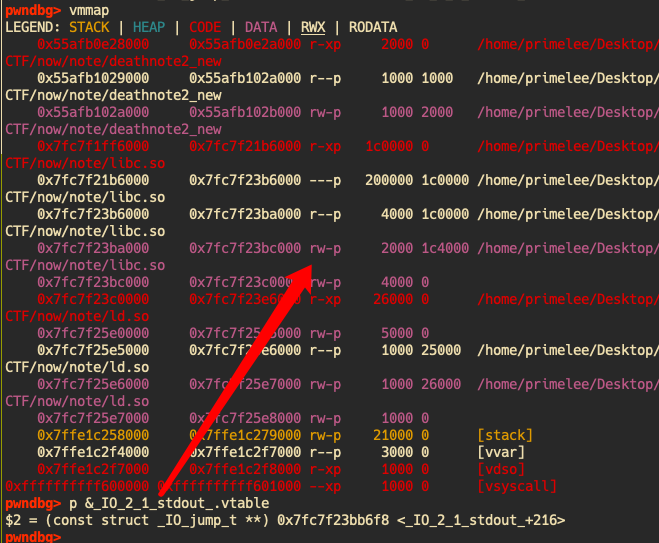 pwndbg> vmmap
LEGEND: STACK | HEAP | CODE | DATA | RWX | RODATA
0x55afb0e28000 0x55afb0e2a000 r-xp 2000 0 /home/primelee/Desktop/
CTF/now/note/deathnote2_new
0x55afb1029000 0x55afb102a000 r--p 1000 1000 /home/primelee/Desktop/
CTF/now/note/deathnote2_new
0x55afb102a000 0x55afb102b000 rw-p 1000 2000 /home/primelee/Desktop/
CTF/now/note/deathnote2_new
0x7fc7f1ff6000 0x7fc7f21b6000 r-xp 1c0000 0 /home/primelee/Desktop/
CTF/now/note/libc.so
0x7fc7f21b6000 0x7fc7f23b6000 ---p 200000 1c0000 /home/primelee/Desktop/
CTF/now/note/libc.so
0x7fc7f23b6000 0x7fc7f23ba000 r--p 4000 1c0000 /home/primelee/Desktop/
CTF/now/note/libc.so
0x7fc7f23ba000 0x7fc7f23bc000 rw-p 2000 1c4000 /home/primelee/Desktop/
CTF/now/note/libc.so
0x7fc7f23bc000 0x7fc7f23c0000 rw-p 4000 0
0x7fc7f23c0000 r-xp 26000 0 /home/primelee/Desktop/
CTF/now/note/ld.so
0x7fc7f25e0000 rw-p 5000 0
0x7fc7f25e5000 r--p 1000 25000 /home/primelee/Desktop/
CTF/now/note/ld.so
0x7fc7f25e6000 0x7fc7f25e7000 rw-p 1000 26000 /home/primelee/Desktop/
CTF/now/note/ld.so
0x7fc7f25e7000 0x7fc7f25e8000 rw-p 1000 0
0x7ffe1c258000 0x7ffe1c279000 rw-p 21000 0 [stack]
0x7ffe1c2f4000 0x7ffe1c2f7000 r--p 3000 0 [vvar]
0x7ffe1c2f7000 0x7ffe1c2f8000 r-xp 1000 0 [vdso]
0xffffffffff600000 0xffffffffff601000 --xp 1000 0 [vsyscall]
pwndbg> p &_IO_2_1_stdout_.vtable
$2 = (const struct _IO_jump_t **) 0x7fc7f23bb6f8 <_IO_2_1_stdout_+216>
pwndbg>